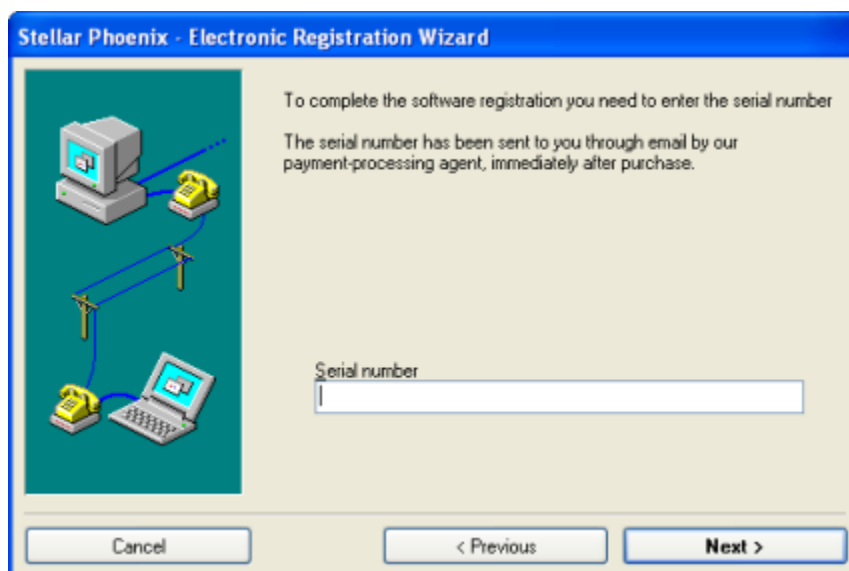 Stellar Phoenix - Electronic Registration Wizard
To complete the software registration you need to enter the serial number
The serial number has been sent to you through email by our
payment-processing agent, immediately after purchase.
Serial number
Cancel
< Previous
Next >